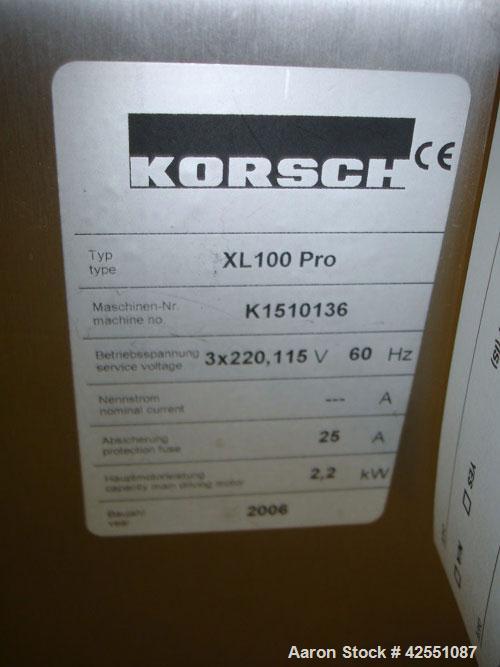 KORSCH CE
Typ
type XL100 Pro
Maschinen-Nr.
machine no. K1510136
Betriebsspannung
service voltage 3x220,115 V 60 Hz
Nennstrom
nominal current --- A
Absicherung
protection fuse 25 A
Hauptmotorleistung
capacity main driving motor 2,2 kW
Baujahr
year 2006
YES
Aaron Stock # 42551087